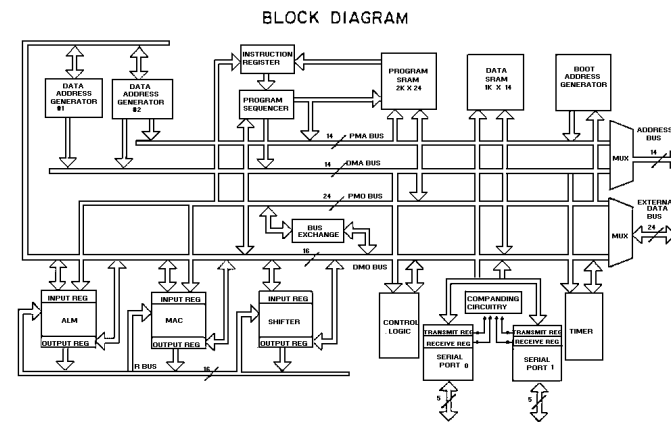 BLOCK DIAGRAM
DATA
ADDRESS
GENERATOR
#1
DATA
ADDRESS
GENERATOR
#2
INSTRUCTION
REGISTER
PROGRAM
SEQUENCER
PROGRAM
SRAM
2K X 24
DATA
SRAM
1K X 14
BOOT
ADDRESS
GENERATOR
14 PMA BUS
14 DMA BUS
24 PMO BUS
16 DMO BUS
BUS
EXCHANGE
MUX
ADDRESS
BUS
14
MUX
EXTERNA
DATA
BUS
24
INPUT REG
ALM
OUTPUT REG
INPUT REG
MAC
OUTPUT REG
INPUT REG
SHIFTER
OUTPUT REG
R BUS
16
CONTROL
LOGIC
COMPANDING
CIRCUITRY
TRANSMIT REG
RECEIVE REG
SERIAL
PORT 0
5
TRANSMIT REG
RECEIVE REG
SERIAL
PORT 1
5
TIMER